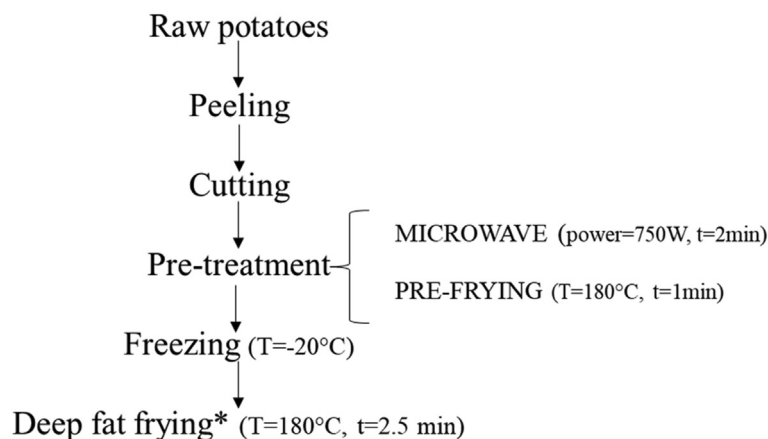 Raw potatoes
Peeling
Cutting
Pre-treatment
MICROWAVE (power=750W, t=2min)
PRE-FRYING (T=180°C, t=1min)
Freezing (T=-20°C)
Deep fat frying* (T=180°C, t=2.5 min)